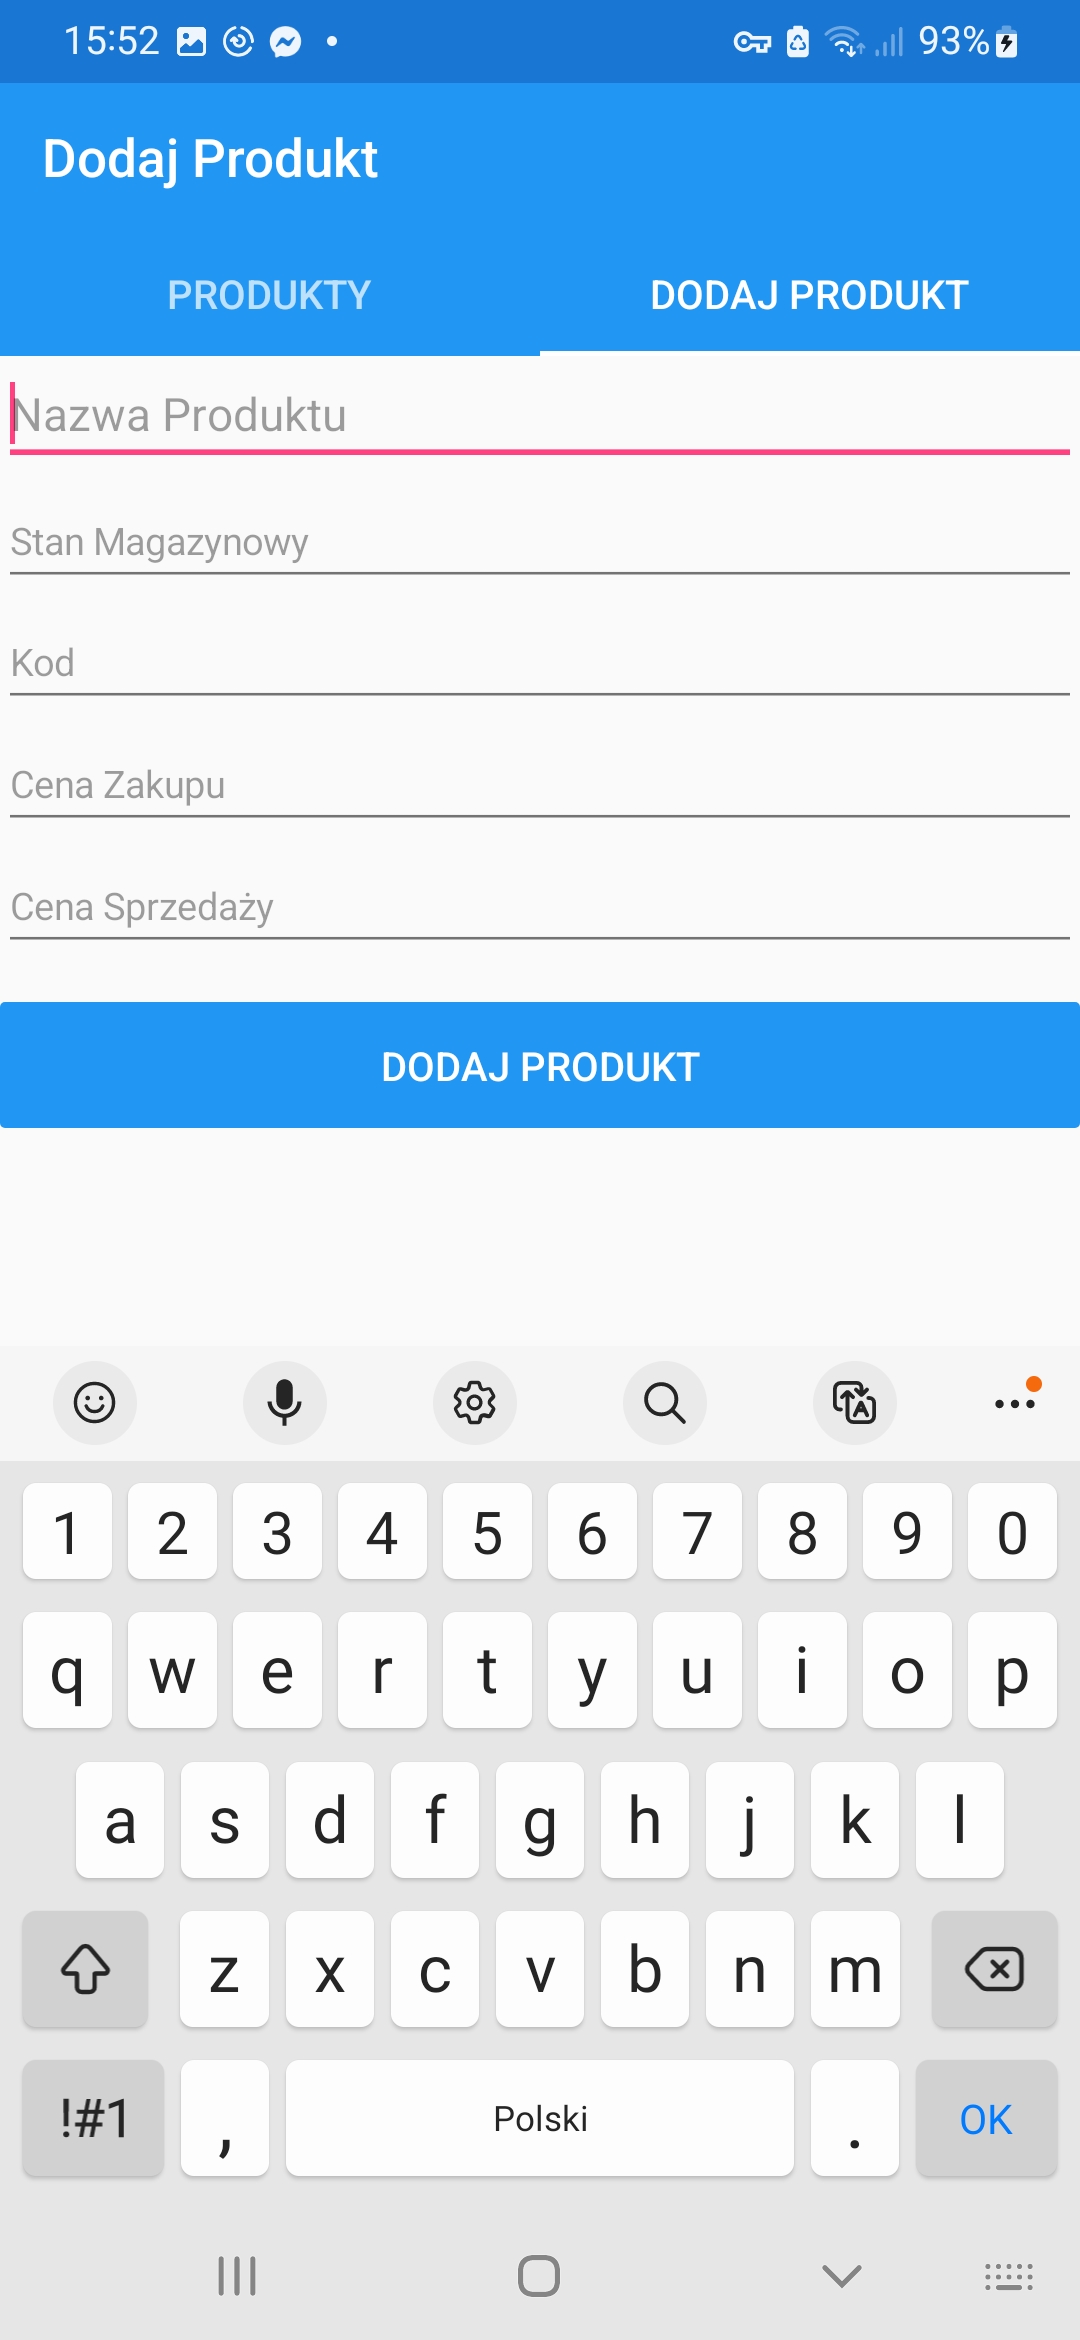 15:52 93%
Dodaj Produkt
PRODUKTY DODAJ PRODUKT
Nazwa Produktu
Stan Magazynowy
Kod
Cena Zakupu
Cena Sprzedaży
DODAJ PRODUKT
1 2 3 4 5 6 7 8 9 0
q w e r t y u i o p
a s d f g h j k l
z x c v b n m
!#1 , Polski . OK